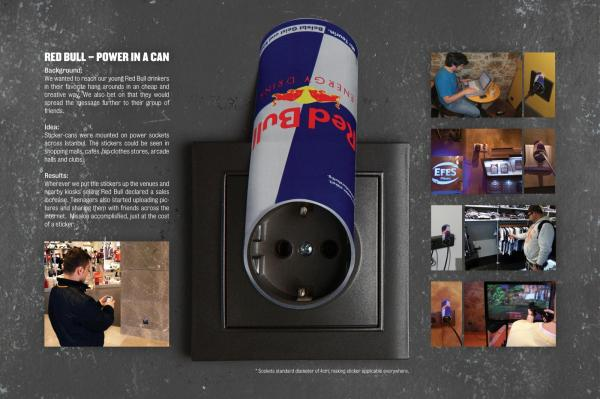 RED BULL – POWER IN A CAN
Background:
We wanted to reach our young Red Bull drinkers
in their favorite hang arounds in an cheap and
creative way. We also bet on that they would
spread the message further to their group of
friends.
Idea:
Sticker-cans were mounted on power sockets
across Istanbul. The stickers could be seen in
shopping malls, cafés, hip clothes stores, arcade
halls and clubs.
Results:
Wherever we put the stickers up the venues and
nearby kiosks selling Red Bull declared a sales
increase. Teenagers also started uploading pic-
tures and sharing them with friends across the
internet. Mission accomplished, just at the cost
of a sticker.
ENERGY DRINK
Red Bull
EFES
* Sockets standard diameter of 4cm, making sticker applicable everywhere.